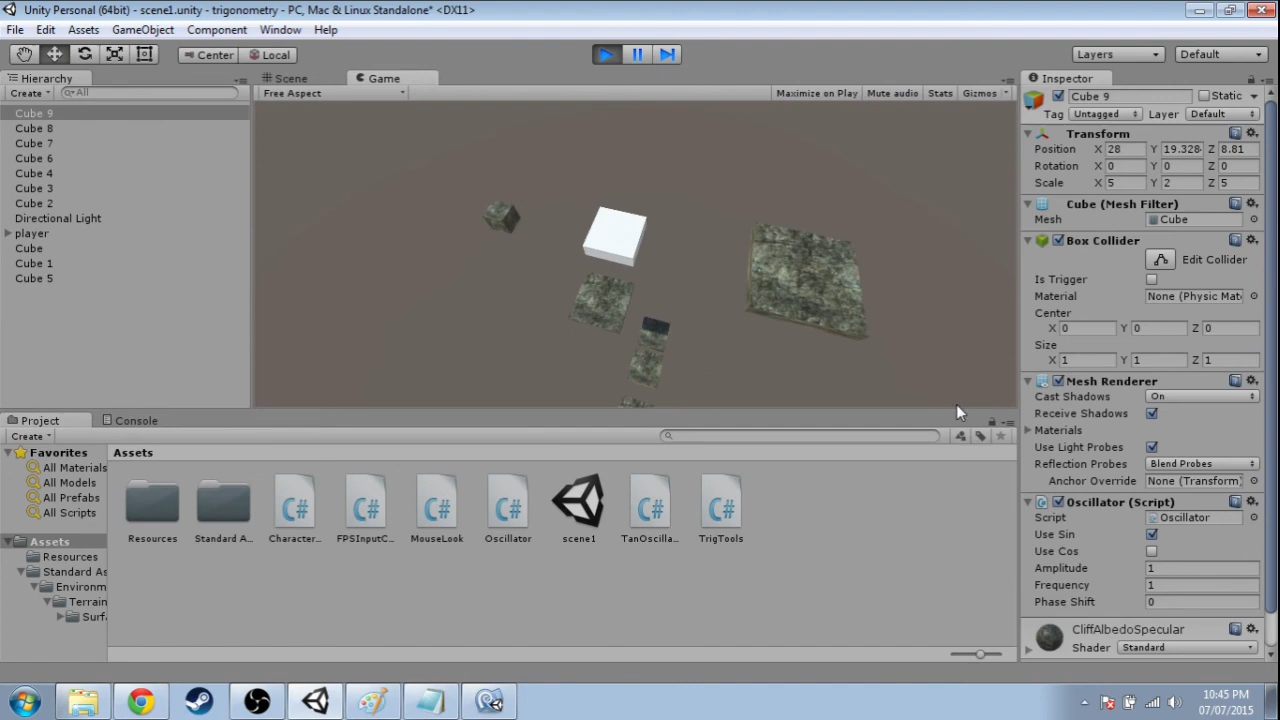 Unity Personal (64bit) - scene1.unity - trigonometry - PC, Mac & Linux Standalone* <DX11>
File Edit Assets GameObject Component Window Help
Center Local Layers Default
Hierarchy
Create All
Cube 9
Cube 8
Cube 7
Cube 6
Cube 4
Cube 3
Cube 2
Directional Light
player
Cube
Cube 1
Cube 5
Scene Game
Free Aspect Maximize on Play Mute audio Stats Gizmos
Inspector
Cube 9 Static
Tag Untagged Layer Default
Transform
Position X 28 Y 19.328 Z 8.81
Rotation X 0 Y 0 Z 0
Scale X 5 Y 2 Z 5
Cube (Mesh Filter)
Mesh Cube
Box Collider
Edit Collider
Is Trigger
Material None (Physic Mat
Center
X 0 Y 0 Z 0
Size
X 1 Y 1 Z 1
Mesh Renderer
Cast Shadows On
Receive Shadows
Materials
Use Light Probes
Reflection Probes Blend Probes
Anchor Override None (Transform)
Oscillator (Script)
Script Oscillator
Use Sin
Use Cos
Amplitude 1
Frequency 1
Phase Shift 0
CliffAlbedoSpecular
Shader Standard
Project Console
Create
Favorites
All Materials
All Models
All Prefabs
All Scripts
Assets
Resources
Standard As
Environm
Terrain
Surf
Assets
C# C# C# C# C# C#
Resources Standard A... Character... FPSInputC... MouseLook Oscillator scene1 TanOscilla... TrigTools
10:45 PM
07/07/2015